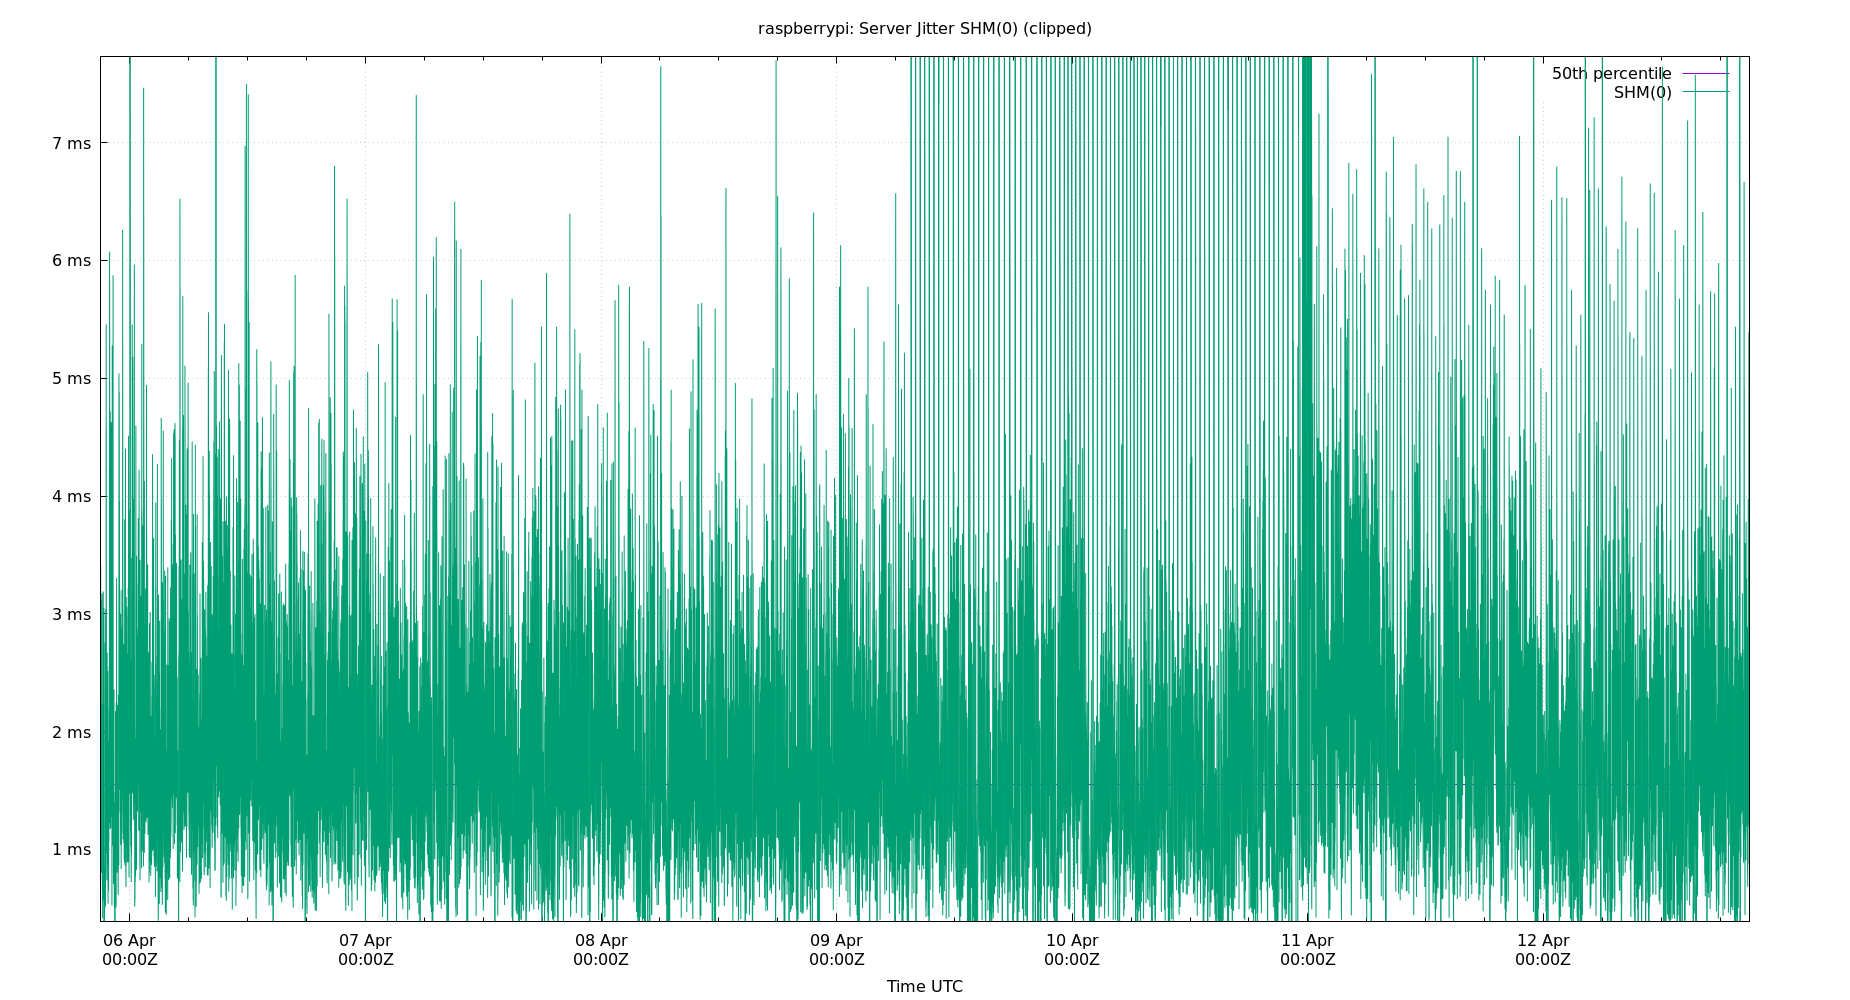 raspberrypi: Server Jitter SHM(0) (clipped)
50th percentile
SHM(0)
7 ms
6 ms
5 ms
4 ms
3 ms
2 ms
1 ms
06 Apr 07 Apr 08 Apr 09 Apr 10 Apr 11 Apr 12 Apr
00:00Z 00:00Z 00:00Z 00:00Z 00:00Z 00:00Z 00:00Z
Time UTC